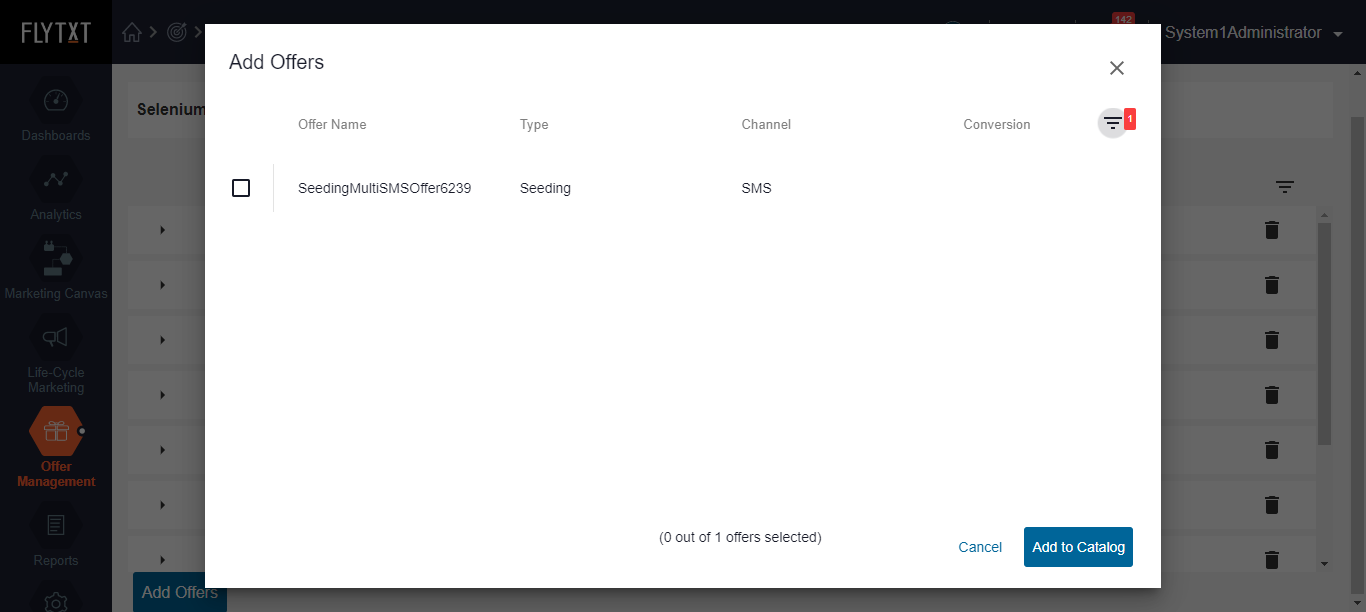 FLYTXT
142
System1Administrator
Add Offers
Selenium
Dashboards
Analytics
Marketing Canvas
Life-Cycle
Marketing
Offer
Management
Reports
Offer Name Type Channel Conversion 1
SeedingMultiSMSOffer6239 Seeding SMS
(0 out of 1 offers selected)
Cancel Add to Catalog
Add Offers